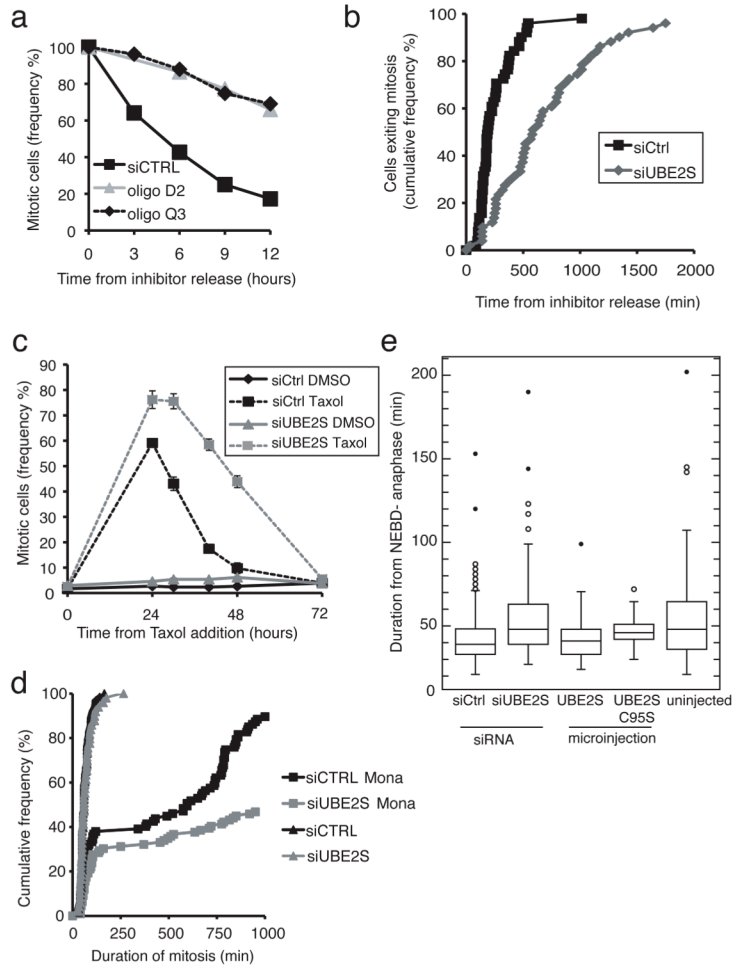 a
Mitotic cells (frequency %)
100
80
60
40
20
0
siCTRL
oligo D2
oligo Q3
0 3 6 9 12
Time from inhibitor release (hours)
b
Cells exiting mitosis
(cumulative frequency %)
100
80
60
40
20
0
siCtrl
siUBE2S
0 500 1000 1500 2000
Time from inhibitor release (min)
c
Mitotic cells (frequency %)
90
80
70
60
50
40
30
20
10
0
siCtrl DMSO
siCtrl Taxol
siUBE2S DMSO
siUBE2S Taxol
0 24 48 72
Time from Taxol addition (hours)
e
Duration from NEBD- anaphase (min)
200
150
100
50
0
siCtrl siUBE2S UBE2S UBE2S uninjected
C95S
siRNA microinjection
d
Cumulative frequency (%)
100
80
60
40
20
0
siCTRL Mona
siUBE2S Mona
siCTRL
siUBE2S
0 250 500 750 1000
Duration of mitosis (min)